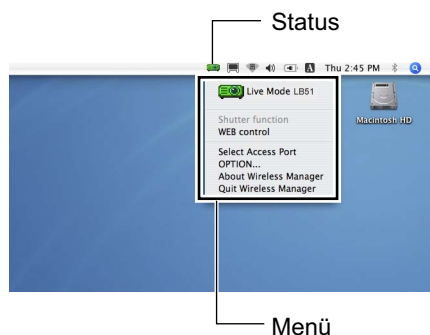 Status
A Thu 2:45 PM
Live Mode LB51
Macintosh HD
Shutter function
WEB control
Select Access Port
OPTION...
About Wireless Manager
Quit Wireless Manager
Menü